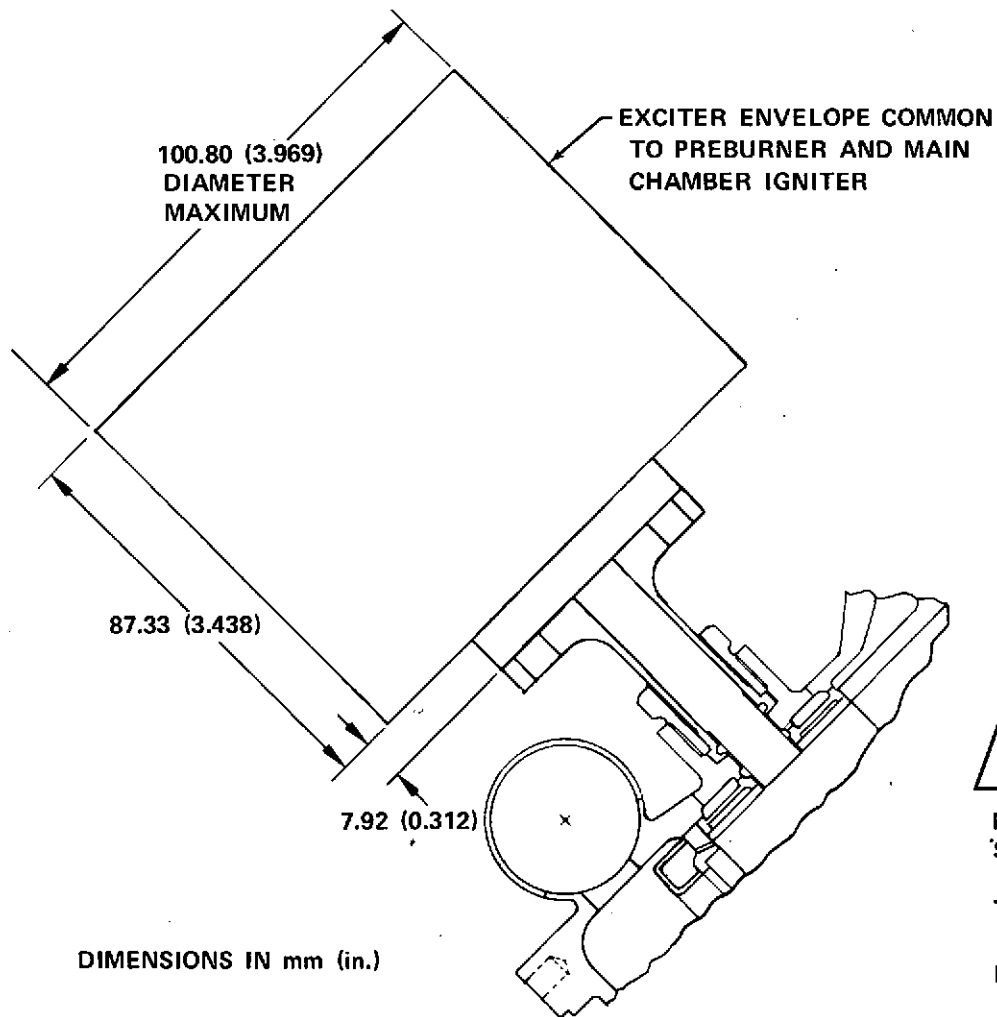 EXCITER ENVELOPE COMMON
TO PREBURNER AND MAIN
CHAMBER IGNITER
100.80 (3.969)
DIAMETER
MAXIMUM
87.33 (3.438)
7.92 (0.312)
DIMENSIONS IN mm (in.)